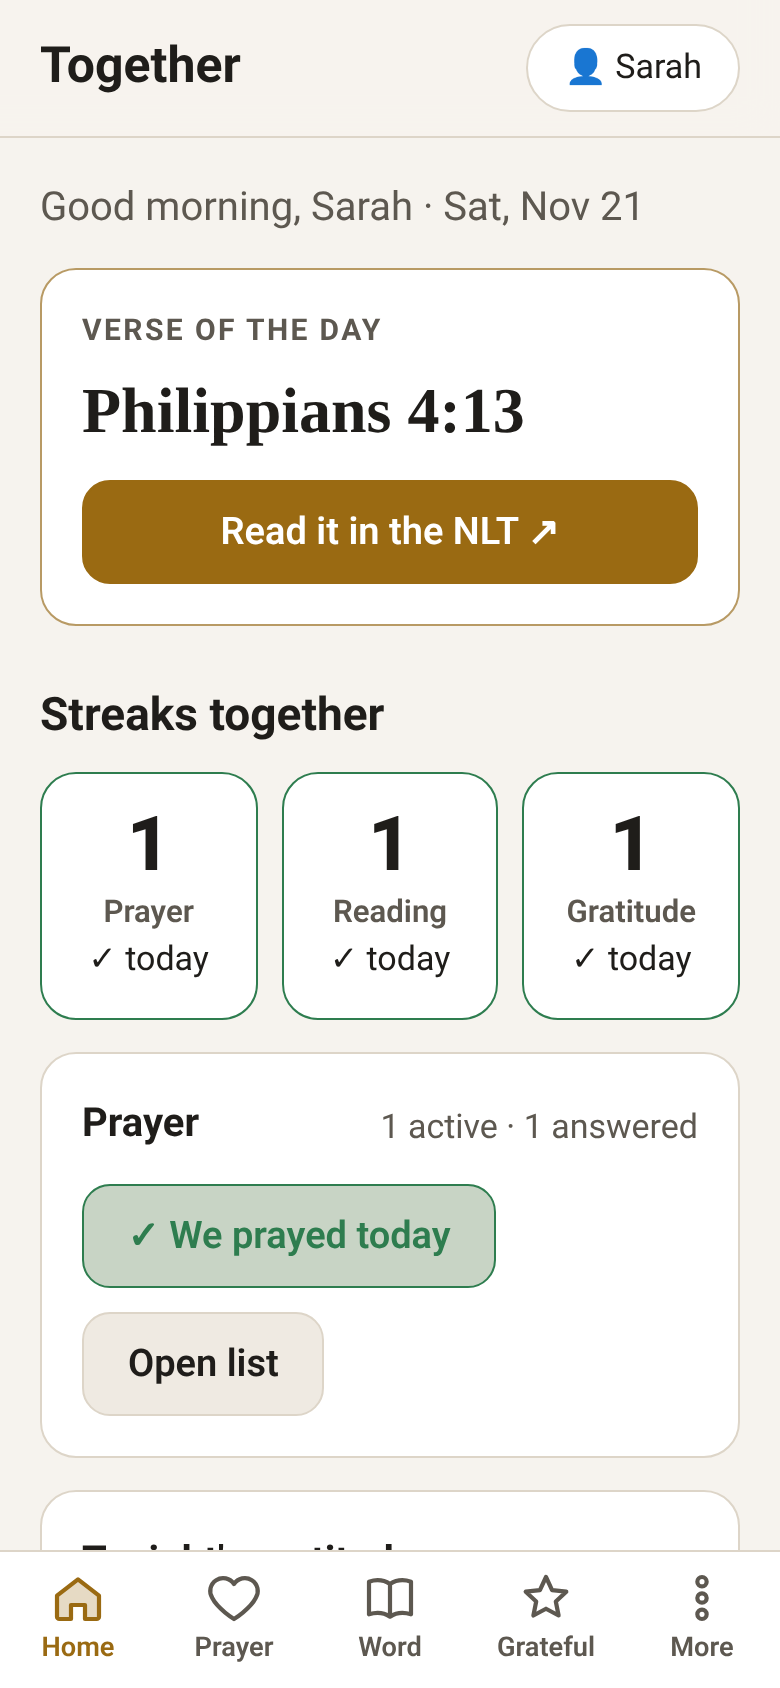 Together
Sarah
Good morning, Sarah · Sat, Nov 21
VERSE OF THE DAY
Philippians 4:13
Read it in the NLT ↗
Streaks together
1
Prayer
✓ today
1
Reading
✓ today
1
Gratitude
✓ today
Prayer
1 active · 1 answered
✓ We prayed today
Open list
Home
Prayer
Word
Grateful
More